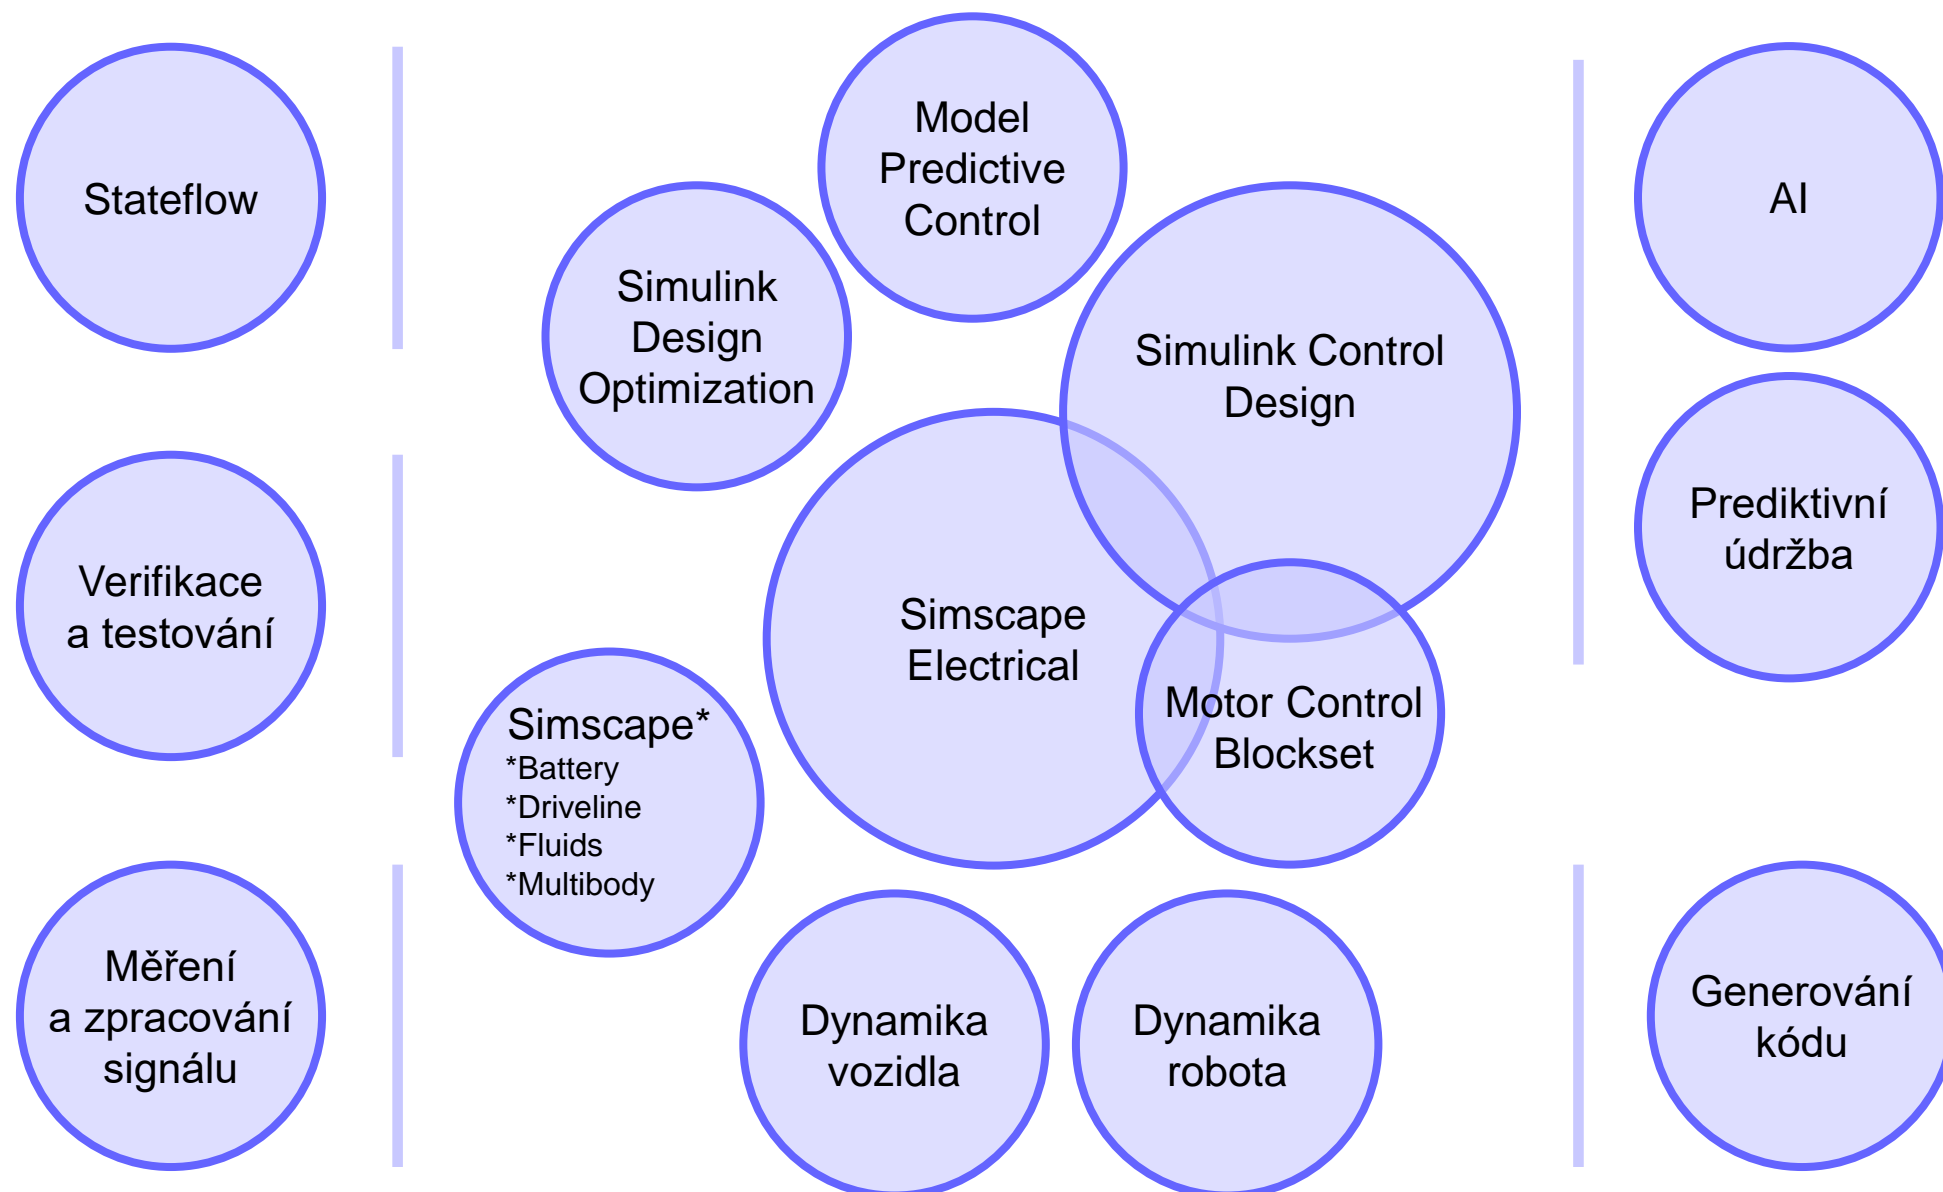 Stateflow
Verifikace
a testování
Měření
a zpracování
signálu
Model
Predictive
Control
Simulink
Design
Optimization
Simulink Control
Design
Simscape
Electrical
Motor Control
Blockset
Simscape*
*Battery
*Driveline
*Fluids
*Multibody
Dynamika
vozidla
Dynamika
robota
AI
Prediktivní
údržba
Generování
kódu